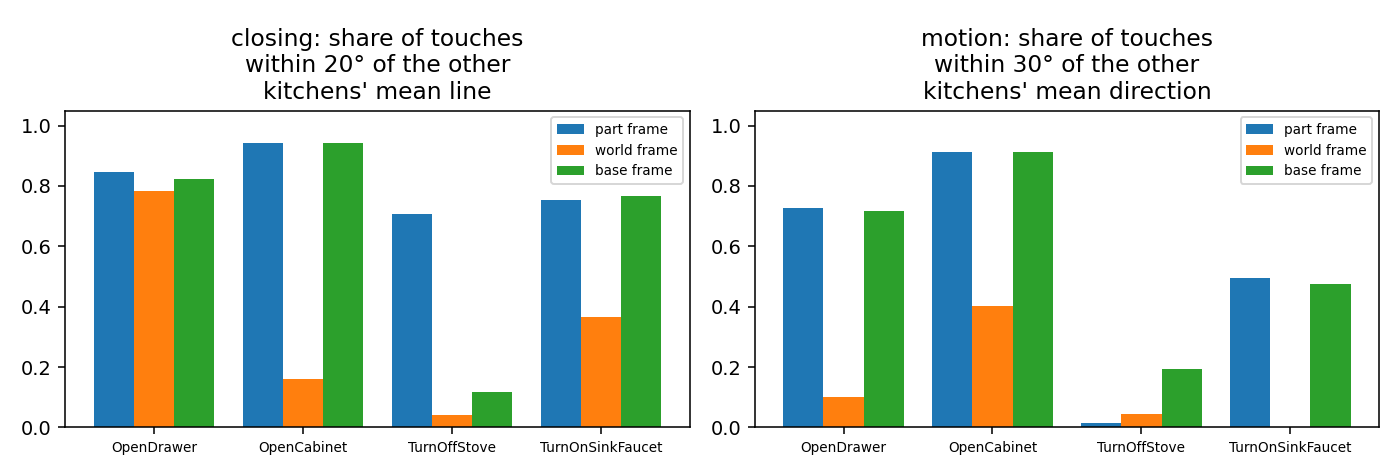 closing: share of touches
within 20° of the other
kitchens' mean line
1.0
0.8
0.6
0.4
0.2
0.0
part frame
world frame
base frame
OpenDrawer
OpenCabinet
TurnOffStove
TurnOnSinkFaucet
motion: share of touches
within 30° of the other
kitchens' mean direction
1.0
0.8
0.6
0.4
0.2
0.0
part frame
world frame
base frame
OpenDrawer
OpenCabinet
TurnOffStove
TurnOnSinkFaucet